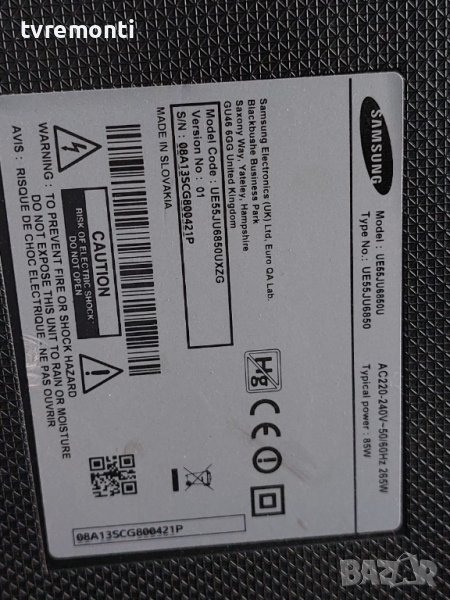 tvremonti
SAMSUNG
Model : UE55JU6850U
Type No.: UE55JU6850
AC220-240V~50/60Hz 265W
Typical power : 85W
Samsung Electronics (UK) Ltd, Euro QA Lab.
Blackbushe Business Park
Saxony Way, Yateley, Hampshire
GU46 6GG United Kingdom
Model Code : UE55JU6850UXZG
Version No : 01
S/N : 08A13SCG800421P
MADE IN SLOVAKIA
Hg
CE
CAUTION
RISK OF ELECTRIC SHOCK
DO NOT OPEN
WARNING : TO PREVENT FIRE OR SHOCK HAZARD
DO NOT EXPOSE THIS UNIT TO RAIN OR MOISTURE
AVIS : RISQUE DE CHOC ELECTRIQUE : NE PAS OUVRIR
08A13SCG800421P
BAZAR
bg